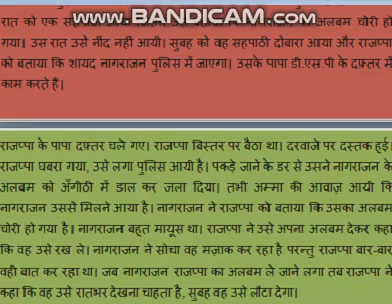 www.BANDICAM.com
रात को एक सह
अलबम चोरी हो
गया। उस रात उसे नींद नहीं आयी। सुबह को वह सहपाठी दोबारा आया और राजप्पा
को बताया कि शायद नागराजन पुलिस में जाएगा। उसके पापा डी.एस.पी के दफ़्तर में
काम करते हैं।
राजप्पा के पापा दफ़्तर चले गए। राजप्पा बिस्तर पर बैठा था। दरवाजे पर दस्तक हुई।
राजप्पा घबरा गया, उसे लगा पुलिस आयी है। पकड़े जाने के डर से उसने नागराजन के
अलबम को अँगीठी में डाल कर जला दिया। तभी अम्मा की आवाज़ आयी कि
नागराजन उससे मिलने आया है। नागराजन ने राजप्पा को बताया कि उसका अलबम
चोरी हो गया है। नागराजन बहुत मायूस था। राजप्पा ने उसे अपना अलबम देकर कहा
कि वह उसे रख ले। नागराजन ने सोचा वह मज़ाक कर रहा है परन्तु राजप्पा बार-बार
वही बात कर रहा था। जब नागराजन राजप्पा का अलबम ले जाने लगा तब राजप्पा ने
कहा कि वह उसे रातभर देखना चाहता है, सुबह वह उसे लौटा देगा।